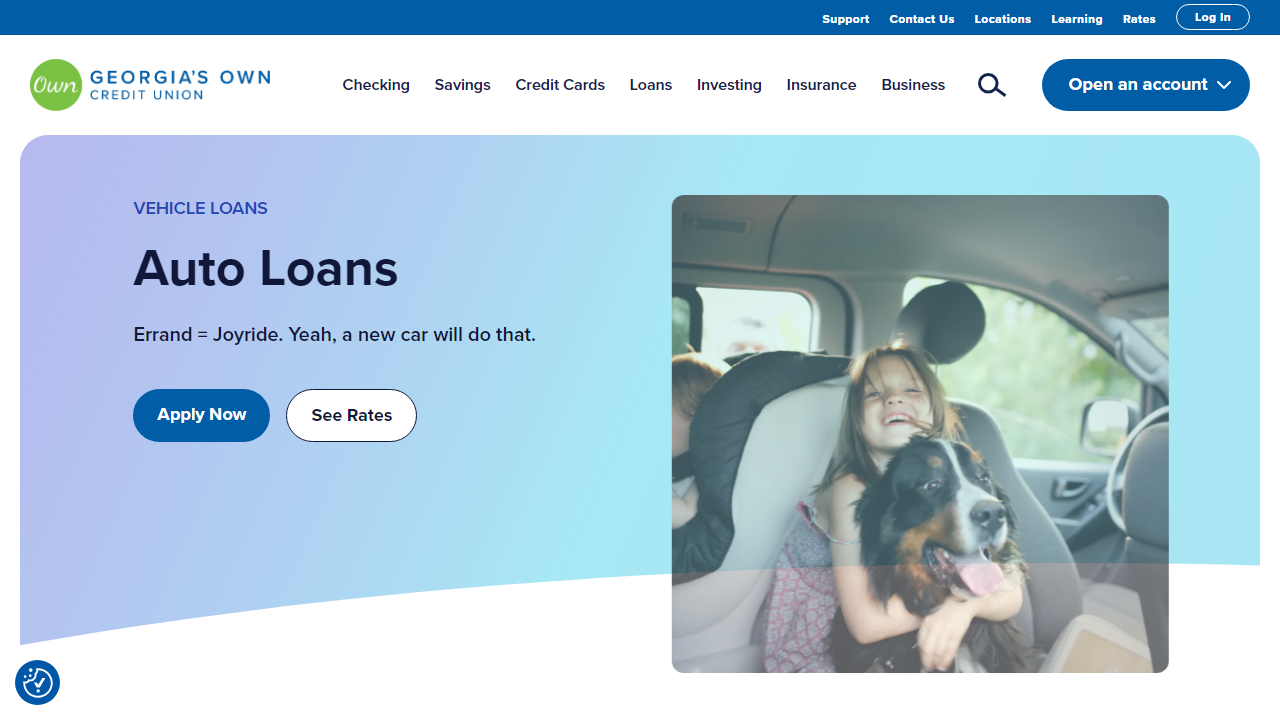 Support Contact Us Locations Learning Rates Log In
Own GEORGIA'S OWN
CREDIT UNION
Checking Savings Credit Cards Loans Investing Insurance Business Open an account
VEHICLE LOANS
Auto Loans
Errand = Joyride. Yeah, a new car will do that.
Apply Now See Rates